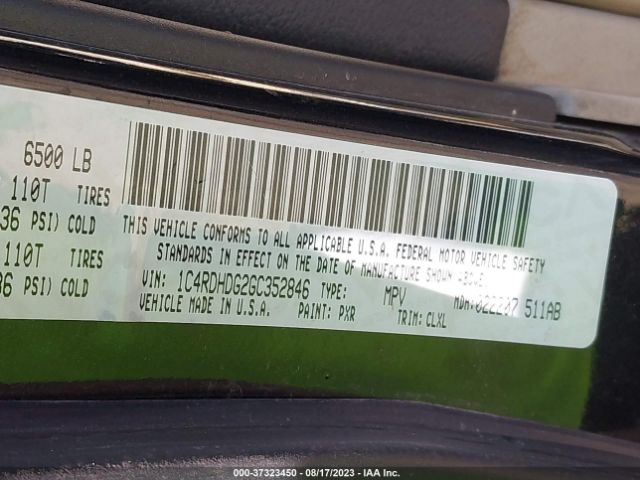 6500 LB
110T TIRES
36 PSI) COLD
110T TIRES
36 PSI) COLD
THIS VEHICLE CONFORMS TO ALL APPLICABLE U.S.A. FEDERAL MOTOR VEHICLE SAFETY
STANDARDS IN EFFECT ON THE DATE OF MANUFACTURE SHOWN ABOVE.
VIN: 1C4RDHDG2GC352846 TYPE: MPV MDH: 022207 511AB
VEHICLE MADE IN U.S.A. PAINT: PXR TRIM: CLXL
000-37323450 - 08/17/2023 - IAA Inc.